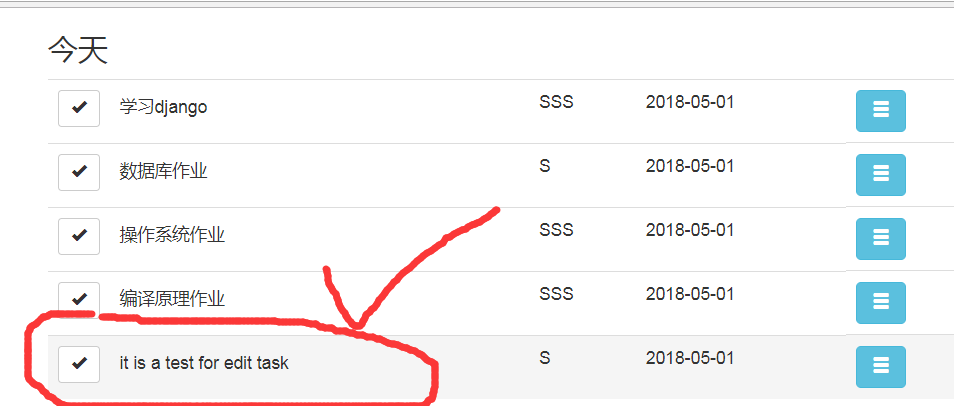 今天
学习django SSS 2018-05-01
数据库作业 S 2018-05-01
操作系统作业 SSS 2018-05-01
编译原理作业 SSS 2018-05-01
it is a test for edit task S 2018-05-01